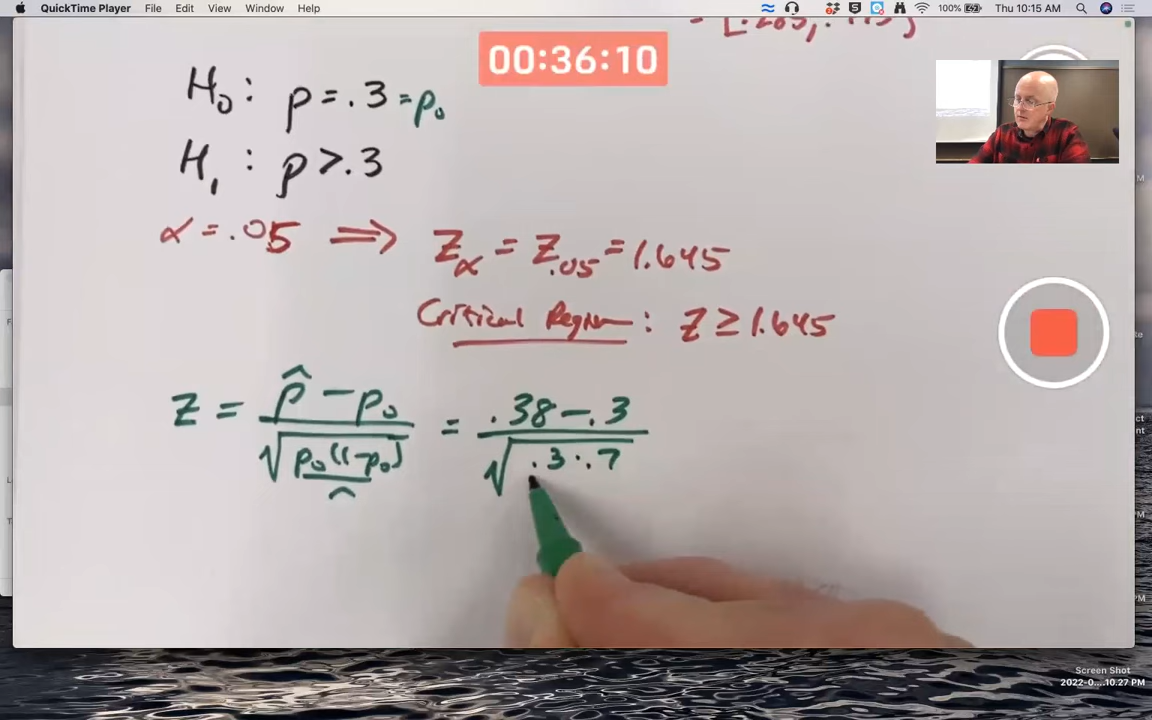 QuickTime Player File Edit View Window Help 100% Thu 10:15 AM
00:36:10
H₀ : p = .3 = p₀
H₁ : p > .3
α = .05 ⟹ Z_α = Z_.05 = 1.645
Critical Region : Z ≥ 1.645
Z = (p̂ − p₀) / √(p₀(1−p₀) / n) = (.38 − .3) / √(.3 · .7)
Screen Shot
2022-0....10.27 PM